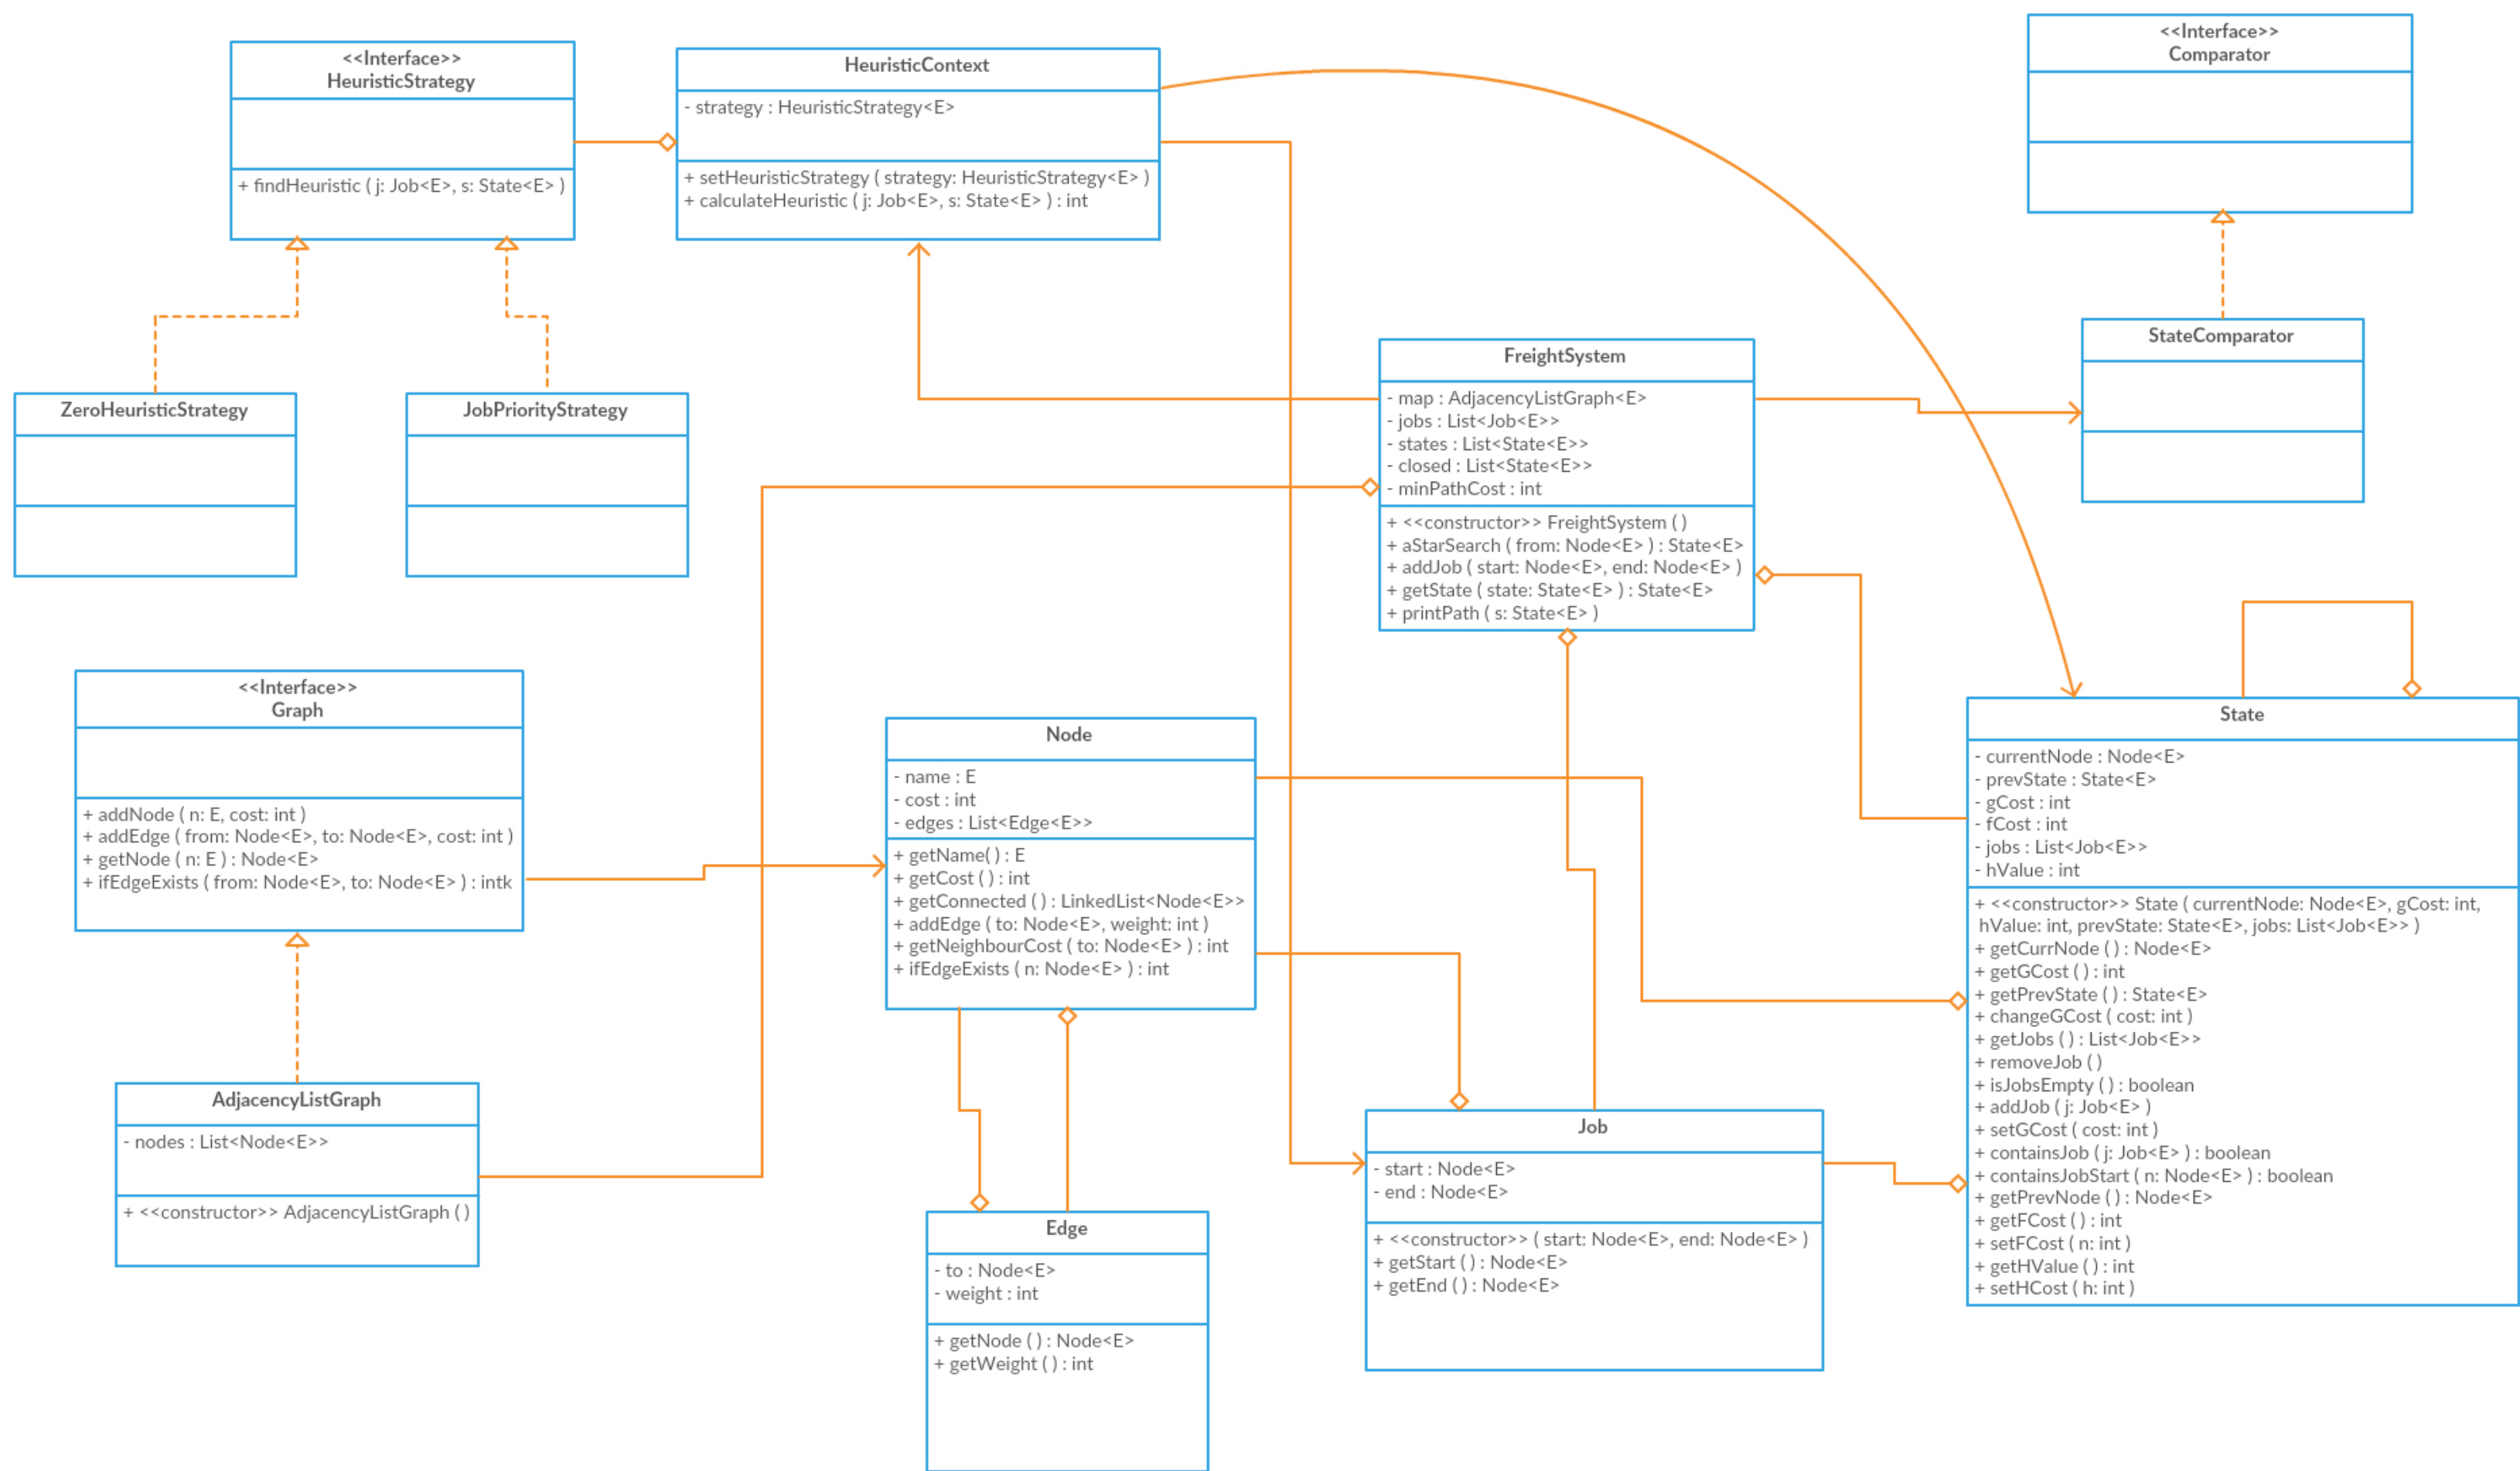 <<Interface>>
HeuristicStrategy
+ findHeuristic ( j: Job<E>, s: State<E> )
HeuristicContext
- strategy : HeuristicStrategy<E>
+ setHeuristicStrategy ( strategy: HeuristicStrategy<E> )
+ calculateHeuristic ( j: Job<E>, s: State<E> ) : int
<<Interface>>
Comparator
StateComparator
ZeroHeuristicStrategy
JobPriorityStrategy
FreightSystem
- map : AdjacencyListGraph<E>
- jobs : List<Job<E>>
- states : List<State<E>>
- closed : List<State<E>>
- minPathCost : int
+ <<constructor>> FreightSystem ( )
+ aStarSearch ( from: Node<E> ) : State<E>
+ addJob ( start: Node<E>, end: Node<E> )
+ getState ( state: State<E> ) : State<E>
+ printPath ( s: State<E> )
<<Interface>>
Graph
+ addNode ( n: E, cost: int )
+ addEdge ( from: Node<E>, to: Node<E>, cost: int )
+ getNode ( n: E ) : Node<E>
+ ifEdgeExists ( from: Node<E>, to: Node<E> ) : intk
Node
- name : E
- cost : int
- edges : List<Edge<E>>
+ getName() : E
+ getCost ( ) : int
+ getConnected ( ) : LinkedList<Node<E>>
+ addEdge ( to: Node<E>, weight: int )
+ getNeighbourCost ( to: Node<E> ) : int
+ ifEdgeExists ( n: Node<E> ) : int
State
- currentNode : Node<E>
- prevState : State<E>
- gCost : int
- fCost : int
- jobs : List<Job<E>>
- hValue : int
+ <<constructor>> State ( currentNode: Node<E>, gCost: int,
hValue: int, prevState: State<E>, jobs: List<Job<E>> )
+ getCurrNode ( ) : Node<E>
+ getGCost ( ) : int
+ getPrevState ( ) : State<E>
+ changeGCost ( cost: int )
+ getJobs ( ) : List<Job<E>>
+ removeJob ( )
+ isJobsEmpty ( ) : boolean
+ addJob ( j: Job<E> )
+ setGCost ( cost: int )
+ containsJob ( j: Job<E> ) : boolean
+ containsJobStart ( n: Node<E> ) : boolean
+ getPrevNode ( ) : Node<E>
+ getFCost ( ) : int
+ setFCost ( n: int )
+ getHValue ( ) : int
+ setHCost ( h: int )
AdjacencyListGraph
- nodes : List<Node<E>>
+ <<constructor>> AdjacencyListGraph ( )
Job
- start : Node<E>
- end : Node<E>
+ <<constructor>> ( start: Node<E>, end: Node<E> )
+ getStart ( ) : Node<E>
+ getEnd ( ) : Node<E>
Edge
- to : Node<E>
- weight : int
+ getNode ( ) : Node<E>
+ getWeight ( ) : int